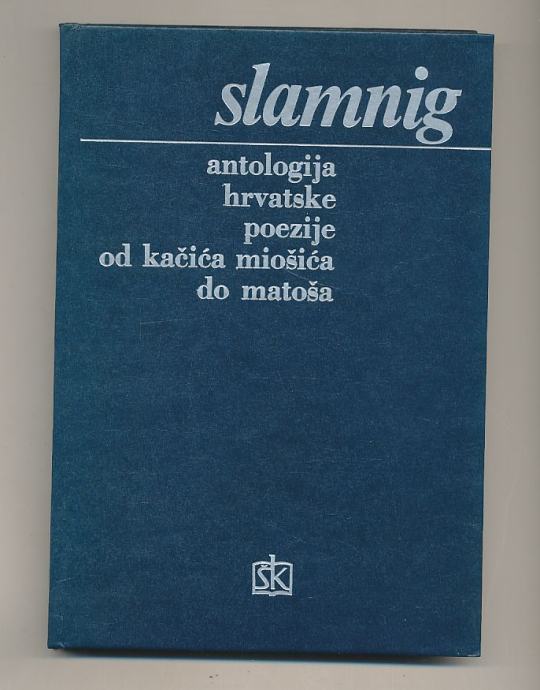 slamnig
antologija
hrvatske
poezije
od kačića miošića
do matoša
šk